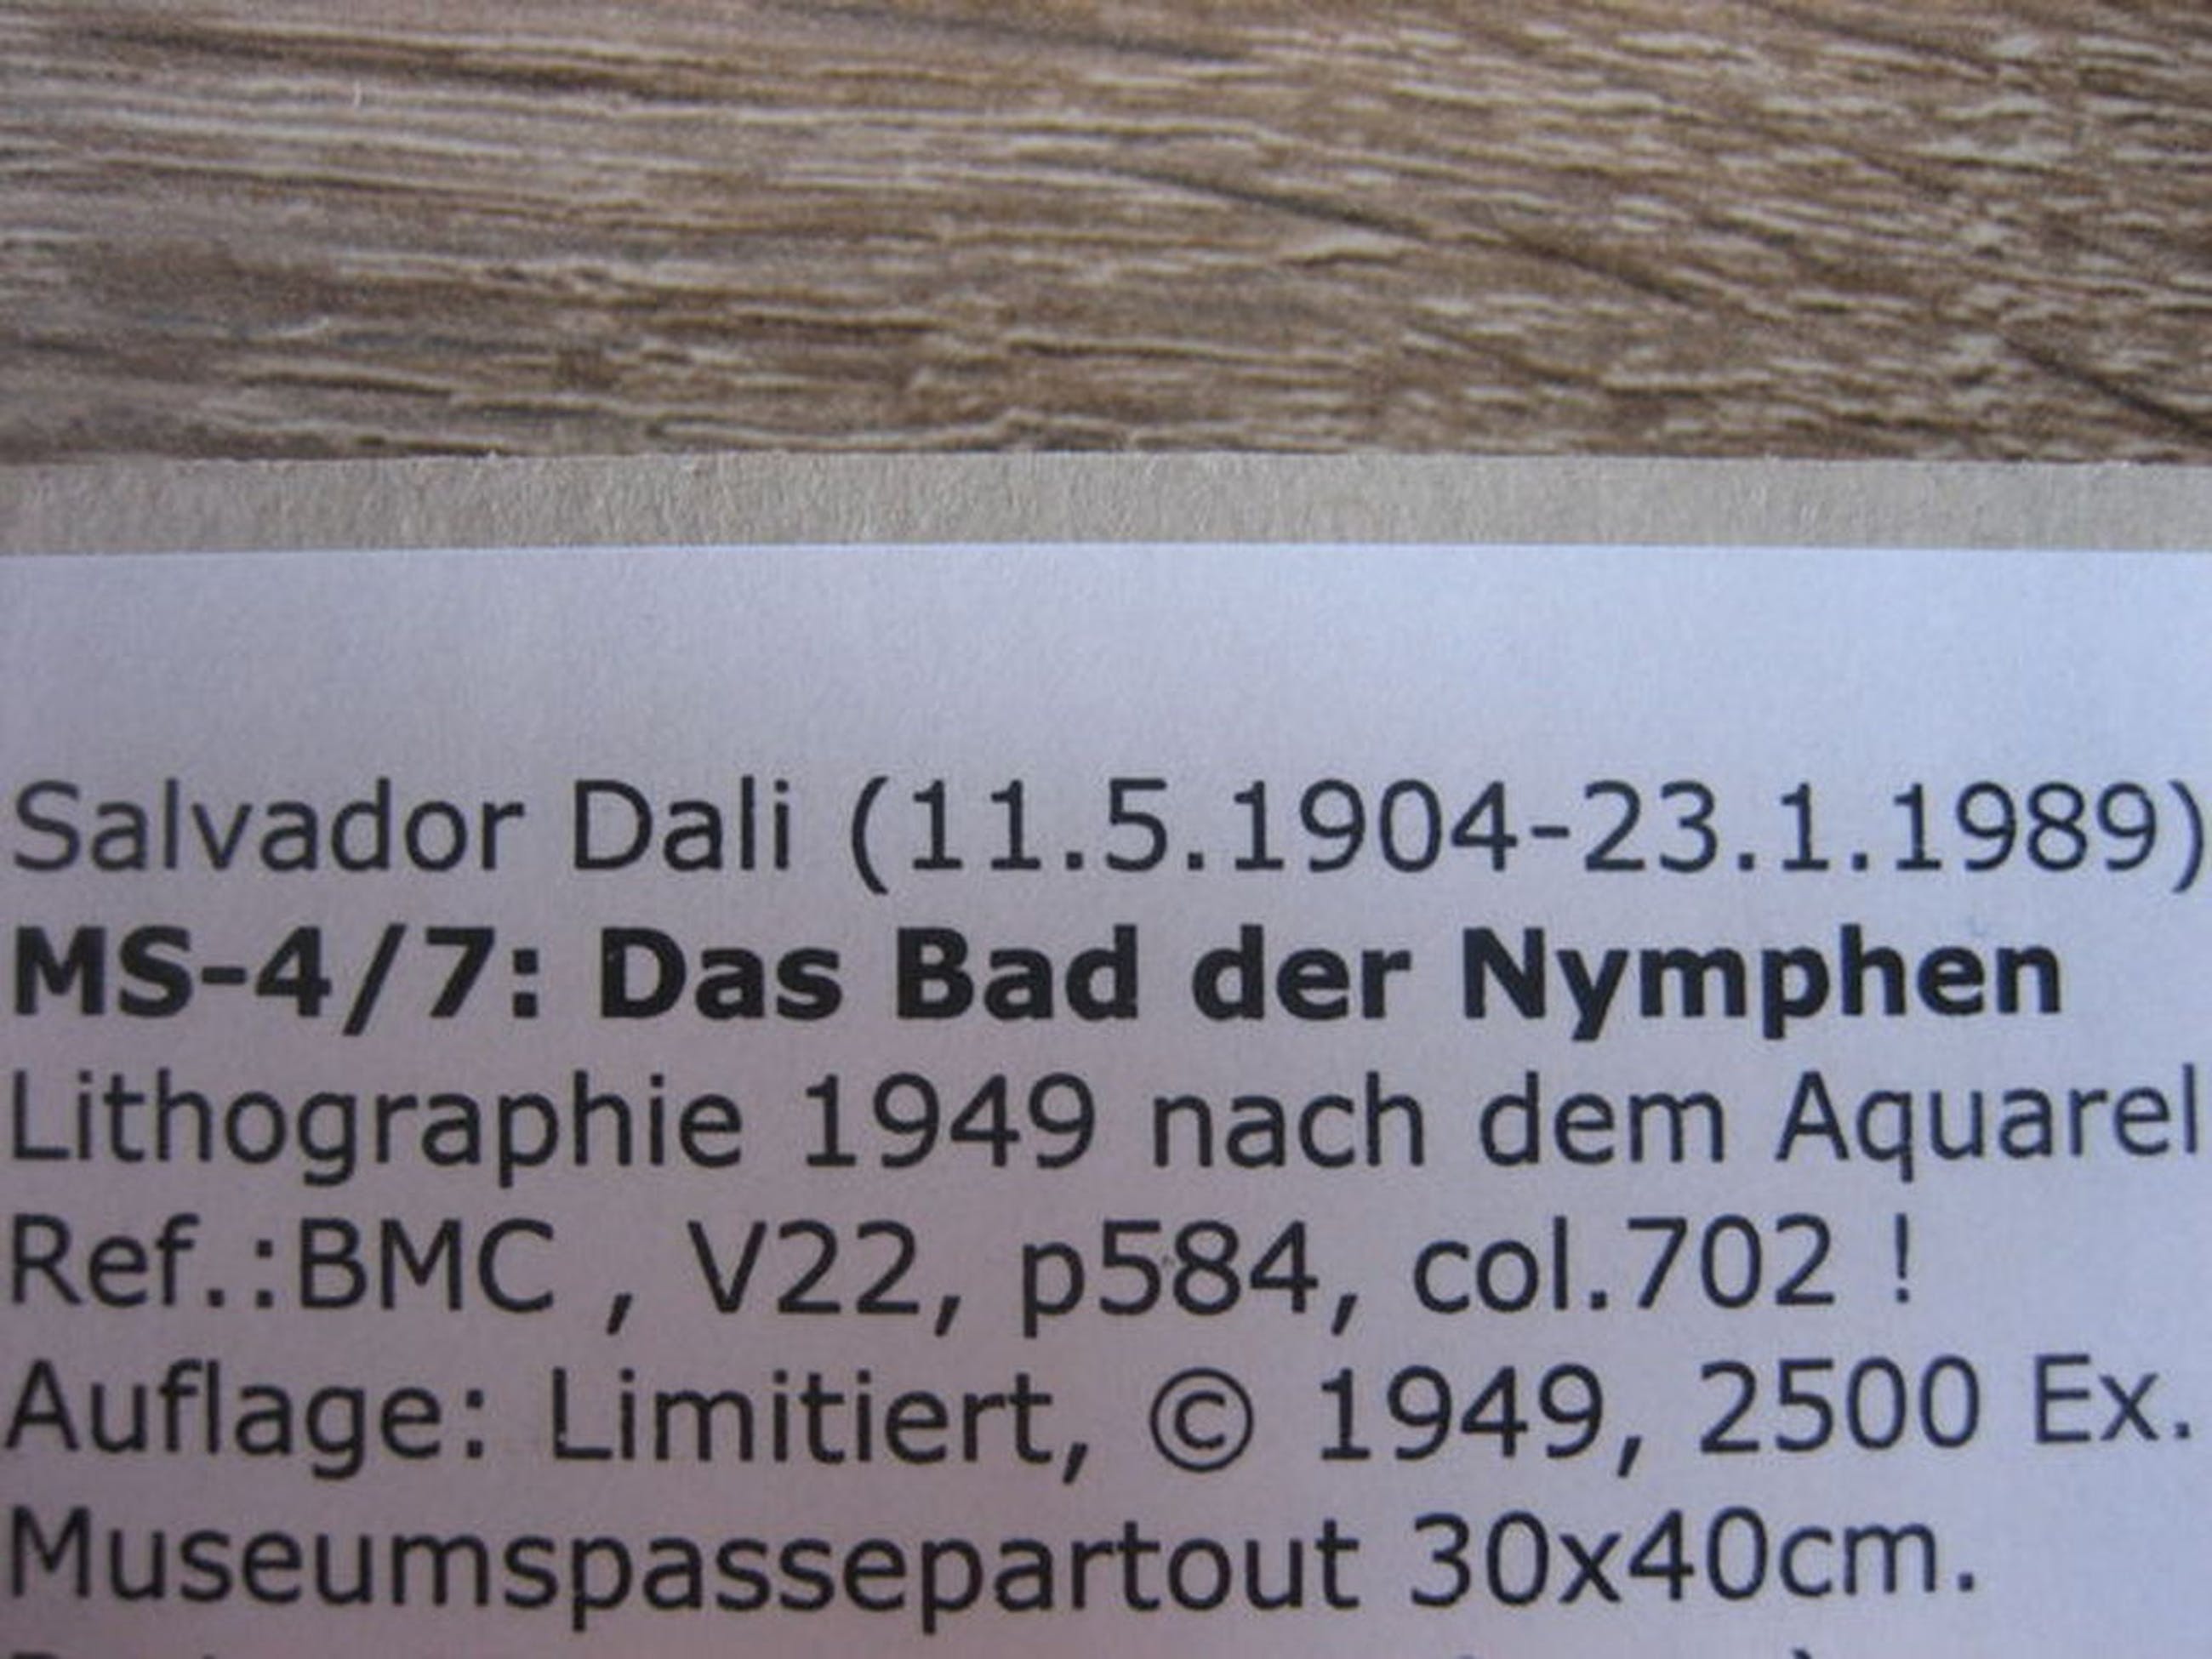 Salvador Dali (11.5.1904-23.1.1989)
MS-4/7: Das Bad der Nymphen
Lithographie 1949 nach dem Aquarel
Ref.:BMC , V22, p584, col.702 !
Auflage: Limitiert, © 1949, 2500 Ex.
Museumspassepartout 30x40cm.